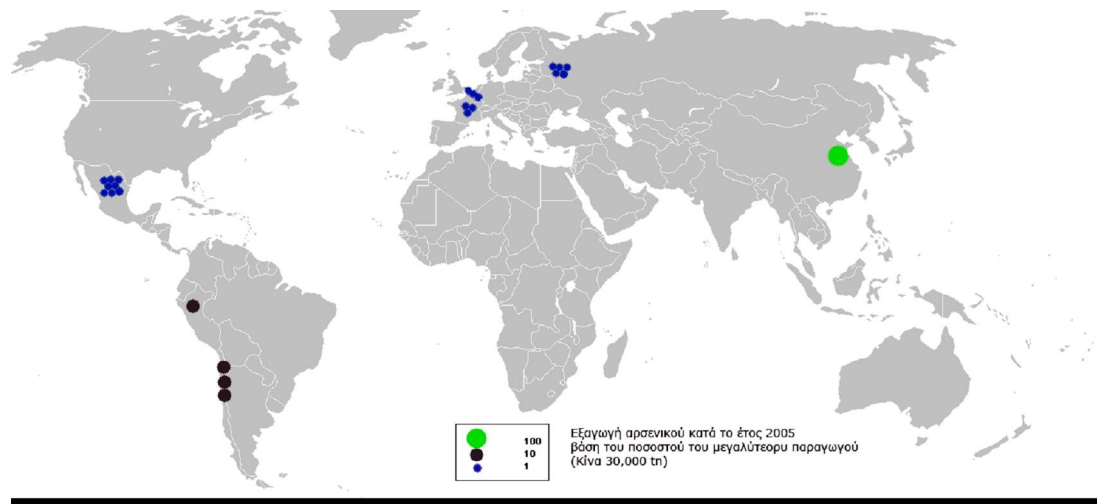 100
10
1
Εξαγωγή αρσενικού κατά το έτος 2005
βάση του ποσοστού του μεγαλύτεορυ παραγωγού
(Κίνα 30,000 tn)